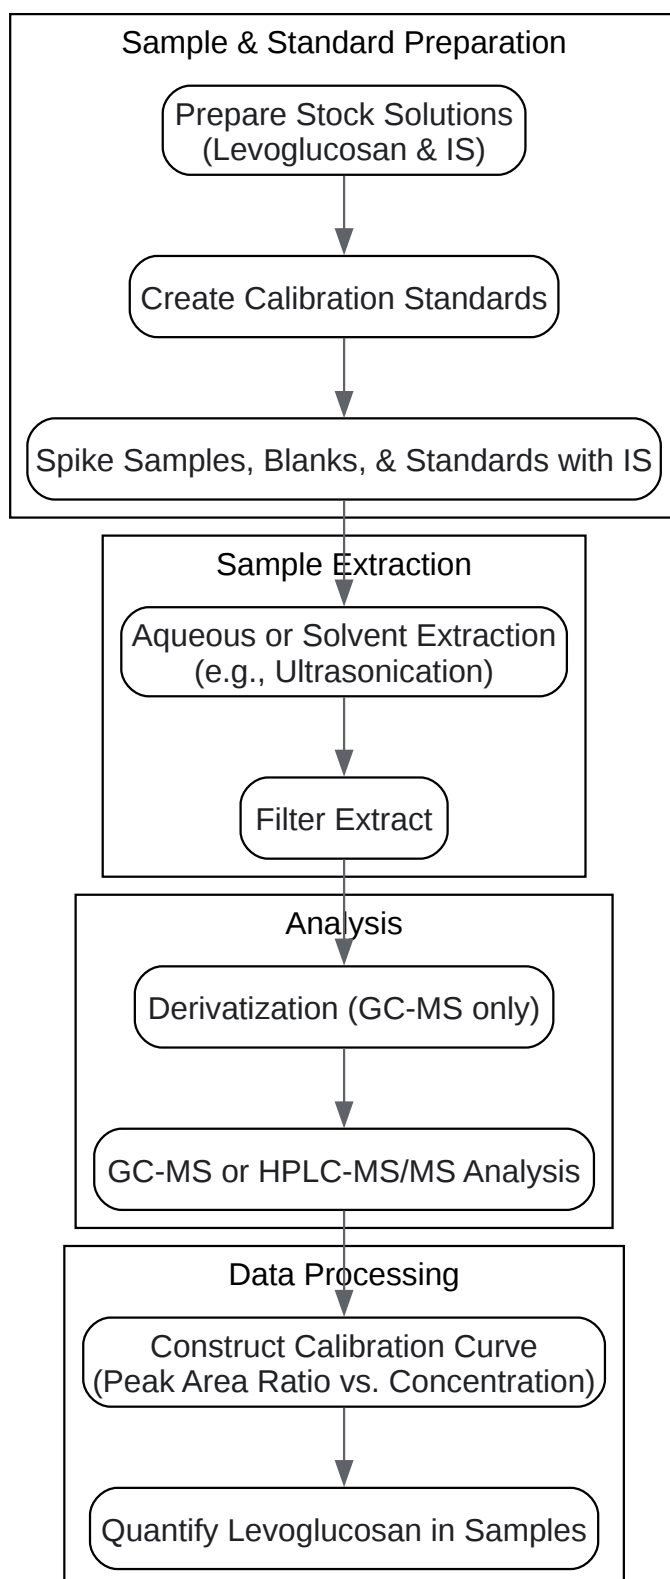 Sample & Standard Preparation
Prepare Stock Solutions
(Levoglucosan & IS)
Create Calibration Standards
Spike Samples, Blanks, & Standards with IS
Sample Extraction
Aqueous or Solvent Extraction
(e.g., Ultrasonication)
Filter Extract
Analysis
Derivatization (GC-MS only)
GC-MS or HPLC-MS/MS Analysis
Data Processing
Construct Calibration Curve
(Peak Area Ratio vs. Concentration)
Quantify Levoglucosan in Samples